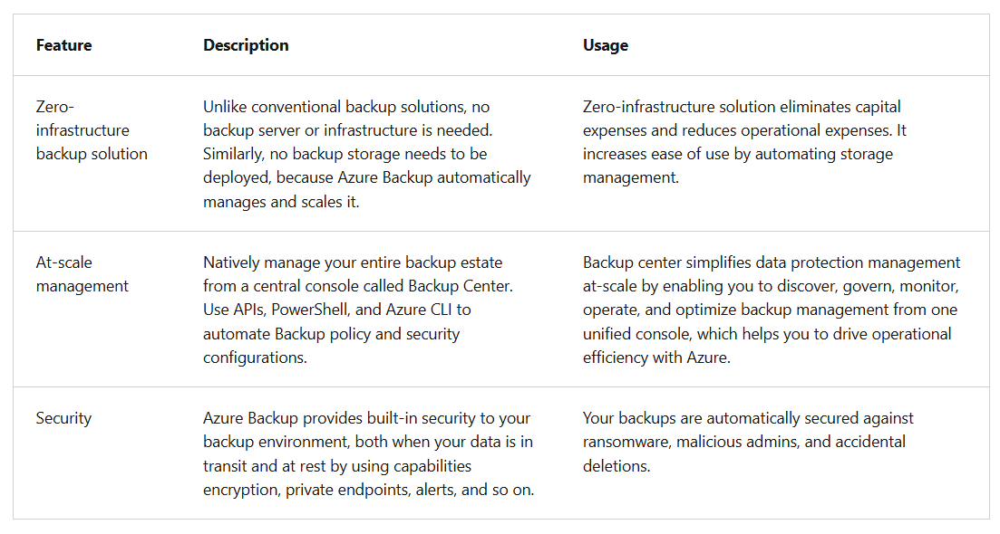 Feature
Description
Usage
Zero-
infrastructure
backup solution
Unlike conventional backup solutions, no
backup server or infrastructure is needed.
Similarly, no backup storage needs to be
deployed, because Azure Backup automatically
manages and scales it.
Zero-infrastructure solution eliminates capital
expenses and reduces operational expenses. It
increases ease of use by automating storage
management.
At-scale
management
Natively manage your entire backup estate
from a central console called Backup Center.
Use APIs, PowerShell, and Azure CLI to
automate Backup policy and security
configurations.
Backup center simplifies data protection management
at-scale by enabling you to discover, govern, monitor,
operate, and optimize backup management from one
unified console, which helps you to drive operational
efficiency with Azure.
Security
Azure Backup provides built-in security to your
backup environment, both when your data is in
transit and at rest by using capabilities
encryption, private endpoints, alerts, and so on.
Your backups are automatically secured against
ransomware, malicious admins, and accidental
deletions.